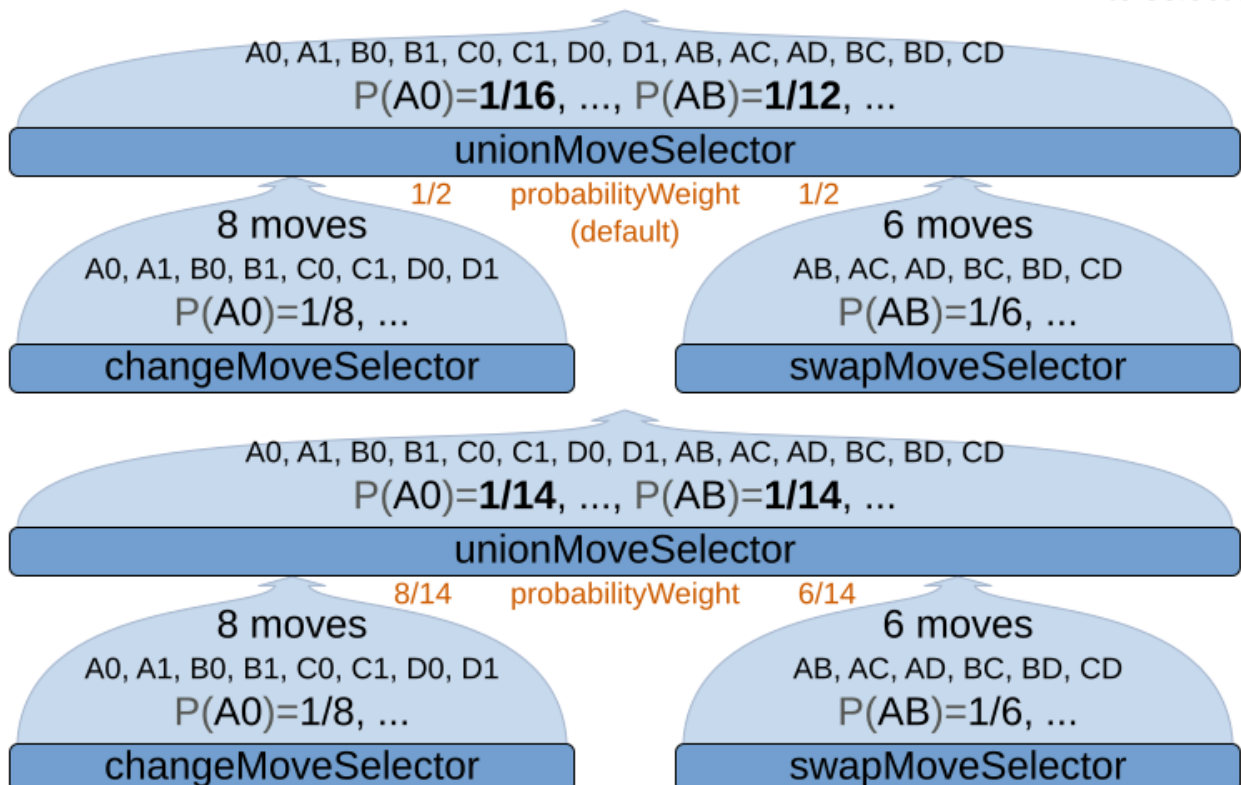 A0, A1, B0, B1, C0, C1, D0, D1, AB, AC, AD, BC, BD, CD
P(A0)=1/16, ..., P(AB)=1/12, ...
unionMoveSelector
1/2 probabilityWeight 1/2
(default)
8 moves
A0, A1, B0, B1, C0, C1, D0, D1
P(A0)=1/8, ...
changeMoveSelector
6 moves
AB, AC, AD, BC, BD, CD
P(AB)=1/6, ...
swapMoveSelector
A0, A1, B0, B1, C0, C1, D0, D1, AB, AC, AD, BC, BD, CD
P(A0)=1/14, ..., P(AB)=1/14, ...
unionMoveSelector
8/14 probabilityWeight 6/14
8 moves
A0, A1, B0, B1, C0, C1, D0, D1
P(A0)=1/8, ...
changeMoveSelector
6 moves
AB, AC, AD, BC, BD, CD
P(AB)=1/6, ...
swapMoveSelector